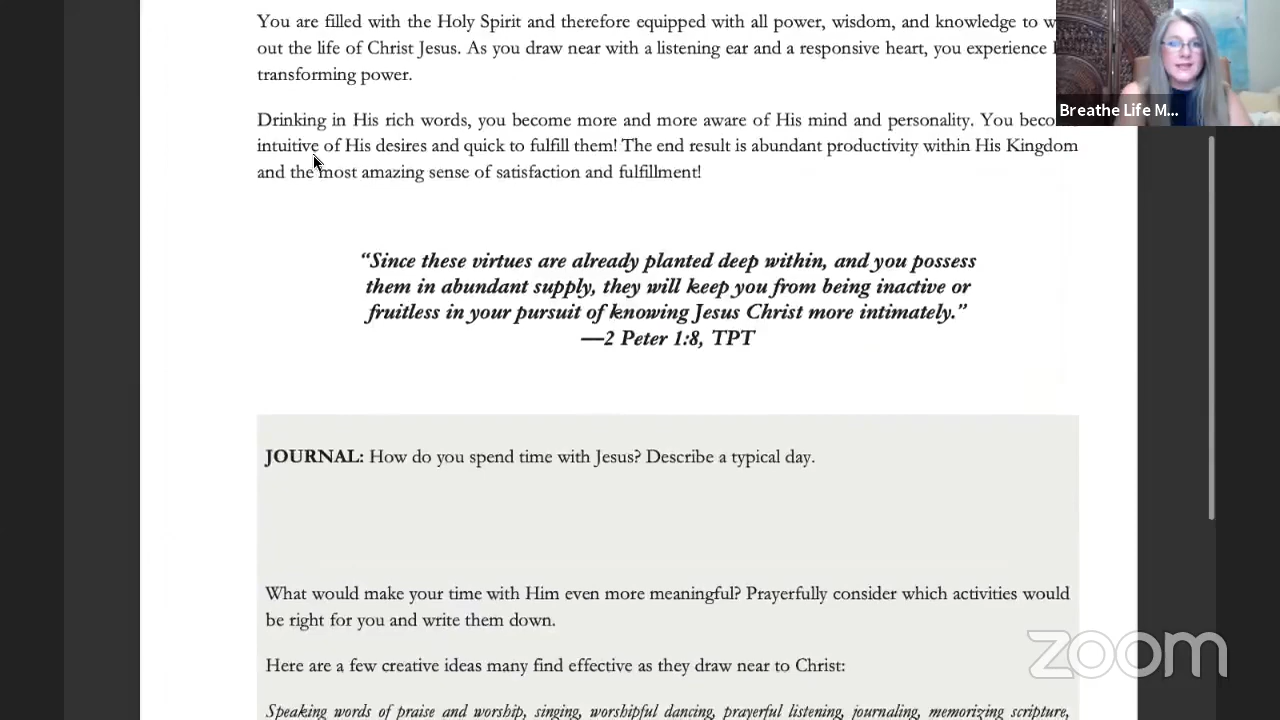 You are filled with the Holy Spirit and therefore equipped with all power, wisdom, and knowledge to
out the life of Christ Jesus. As you draw near with a listening ear and a responsive heart, you experience
transforming power.
Breathe Life M...
Drinking in His rich words, you become more and more aware of His mind and personality. You
intuitive of His desires and quick to fulfill them! The end result is abundant productivity within His Kingdom
and the most amazing sense of satisfaction and fulfillment!
“Since these virtues are already planted deep within, and you possess
them in abundant supply, they will keep you from being inactive or
fruitless in your pursuit of knowing Jesus Christ more intimately.”
—2 Peter 1:8, TPT
JOURNAL: How do you spend time with Jesus? Describe a typical day.
What would make your time with Him even more meaningful? Prayerfully consider which activities would
be right for you and write them down.
Here are a few creative ideas many find effective as they draw near to Christ:
zoom
Speaking words of praise and worship, singing, worshipful dancing, prayerful listening, journaling, memorizing scripture,